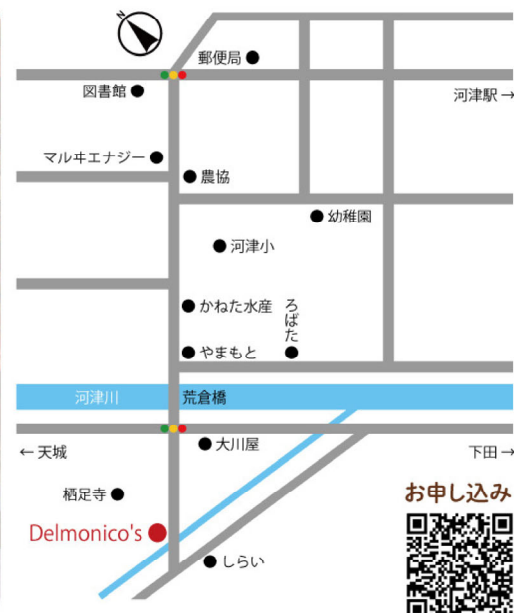 N
郵便局
図書館
河津駅→
マルヰエナジー
農協
幼稚園
河津小
かねた水産
ろばた
やまもと
河津川
荒倉橋
←天城
大川屋
下田→
栖足寺
お申し込み
Delmonico's
しらい